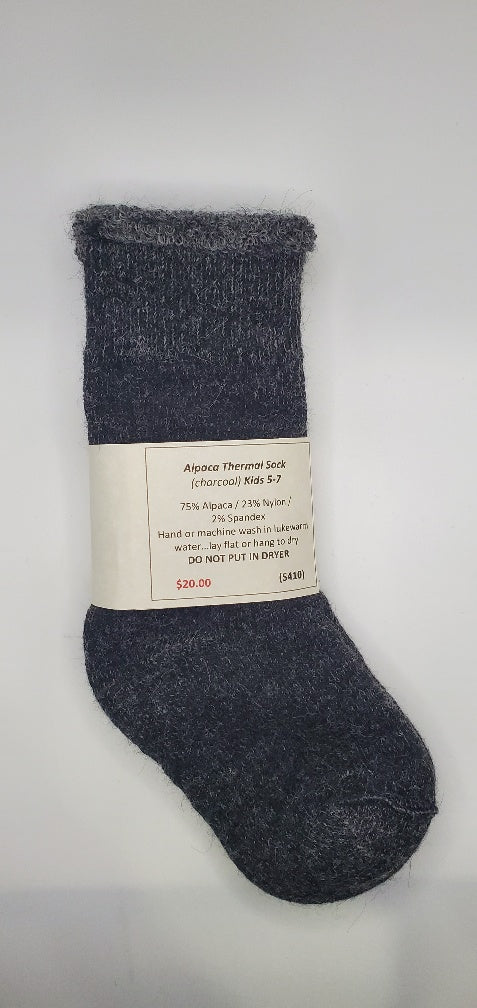 Alpaca Thermal Sock
(charcoal) Kids 5-7
75% Alpaca / 23% Nylon /
2% Spandex
Hand or machine wash in lukewarm
water...lay flat or hang to dry
DO NOT PUT IN DRYER
$20.00 (5410)